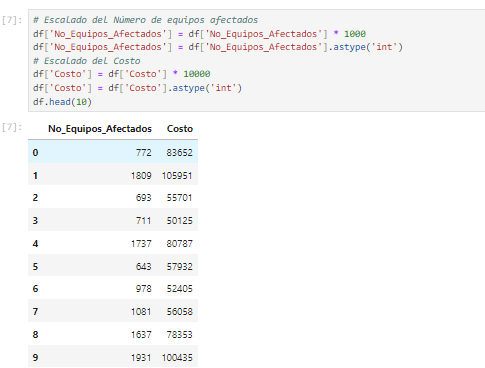 [7]: # Escalado del Número de equipos afectados
df['No_Equipos_Afectados'] = df['No_Equipos_Afectados'] * 1000
df['No_Equipos_Afectados'] = df['No_Equipos_Afectados'].astype('int')
# Escalado del Costo
df['Costo'] = df['Costo'] * 10000
df['Costo'] = df['Costo'].astype('int')
df.head(10)
[7]: No_Equipos_Afectados Costo
0 772 83652
1 1809 105951
2 693 55701
3 711 50125
4 1737 80787
5 643 57932
6 978 52405
7 1081 56058
8 1637 78353
9 1931 100435